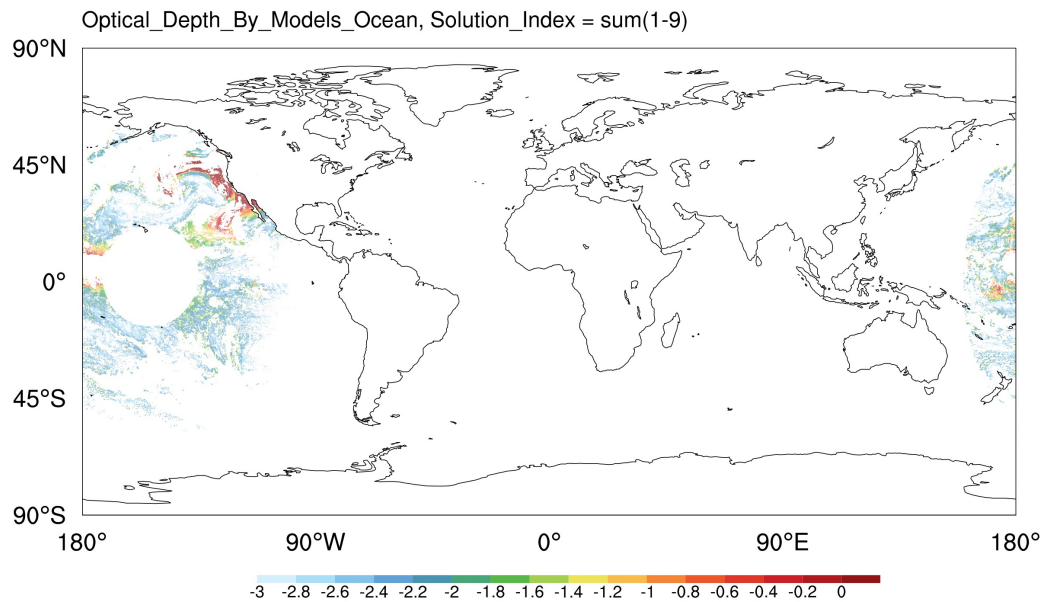 Optical_Depth_By_Models_Ocean, Solution_Index = sum(1-9)
90°N
45°N
0°
45°S
90°S
180° 90°W 0° 90°E 180°
-3 -2.8 -2.6 -2.4 -2.2 -2 -1.8 -1.6 -1.4 -1.2 -1 -0.8 -0.6 -0.4 -0.2 0